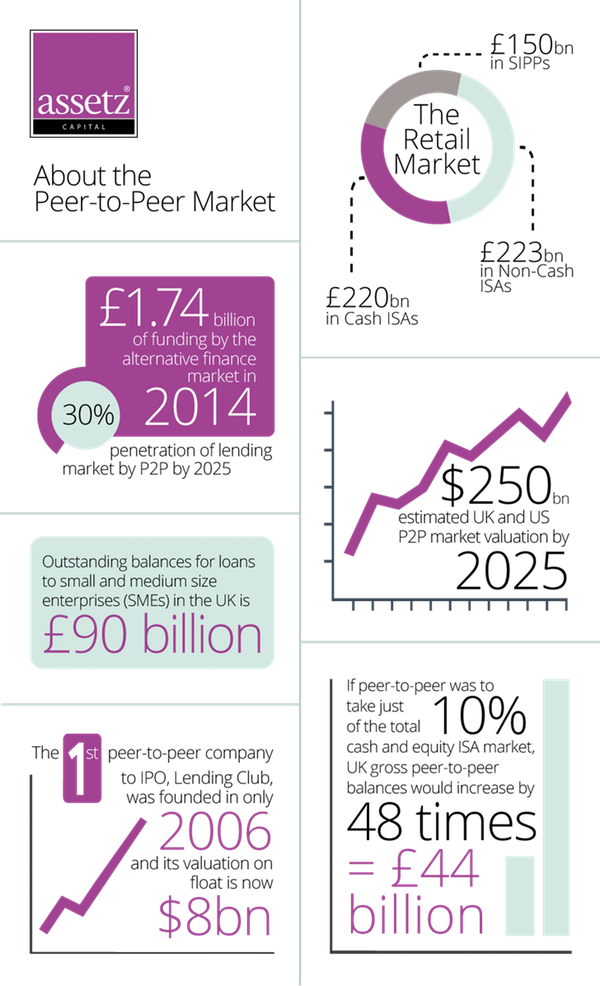 assetz®
CAPITAL
About the
Peer-to-Peer Market
£1.74 billion
of funding by the
alternative finance
market in
2014
30%
penetration of lending
market by P2P by 2025
Outstanding balances for loans
to small and medium size
enterprises (SMEs) in the UK is
£90 billion
The 1st peer-to-peer company
to IPO, Lending Club,
was founded in only
2006
and its valuation on
float is now
$8bn
£150bn
in SIPPs
The
Retail
Market
£223bn
in Non-Cash
ISAs
£220bn
in Cash ISAs
$250bn
estimated UK and US
P2P market valuation by
2025
If peer-to-peer was to
take just 10%
of the total
cash and equity ISA market,
UK gross peer-to-peer
balances would increase by
48 times
= £44
billion